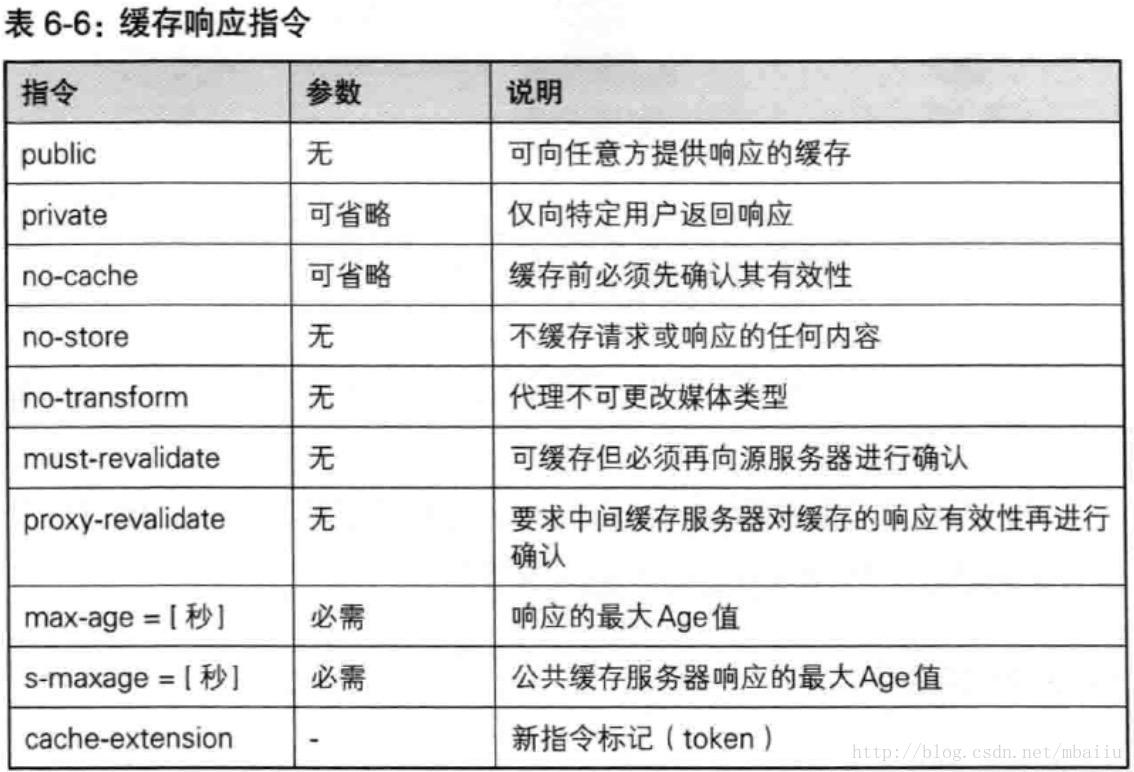 表 6-6：缓存响应指令
指令 参数 说明
public 无 可向任意方提供响应的缓存
private 可省略 仅向特定用户返回响应
no-cache 可省略 缓存前必须先确认其有效性
no-store 无 不缓存请求或响应的任何内容
no-transform 无 代理不可更改媒体类型
must-revalidate 无 可缓存但必须再向源服务器进行确认
proxy-revalidate 无 要求中间缓存服务器对缓存的响应有效性再进行
确认
max-age = [ 秒] 必需 响应的最大Age值
s-maxage = [ 秒] 必需 公共缓存服务器响应的最大Age值
cache-extension - 新指令标记（token）
http://blog.csdn.net/mbaiiu